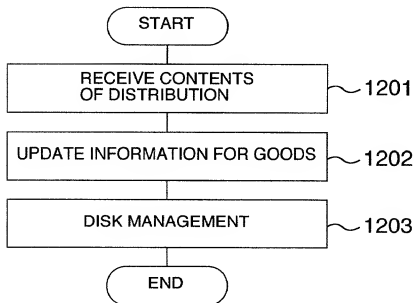 START
RECEIVE CONTENTS
OF DISTRIBUTION
1201
UPDATE INFORMATION FOR GOODS
1202
DISK MANAGEMENT
1203
END